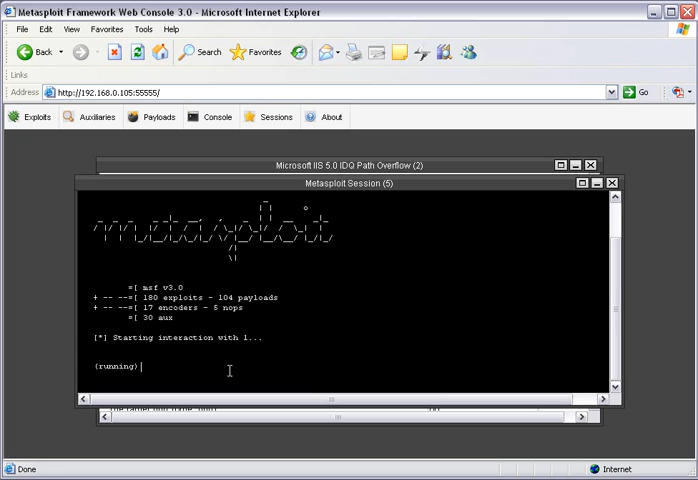 Metasploit Framework Web Console 3.0 - Microsoft Internet Explorer
File Edit View Favorites Tools Help
Back Search Favorites
Links
Address http://192.168.0.105:55555/ Go
Exploits Auxiliaries Payloads Console Sessions About
Microsoft IIS 5.0 IDQ Path Overflow (2)
Metasploit Session (5)
=[ msf v3.0
+ -- --=[ 180 exploits - 104 payloads
+ -- --=[ 17 encoders - 5 nops
=[ 30 aux
[*] Starting interaction with 1...
(running)
Done Internet